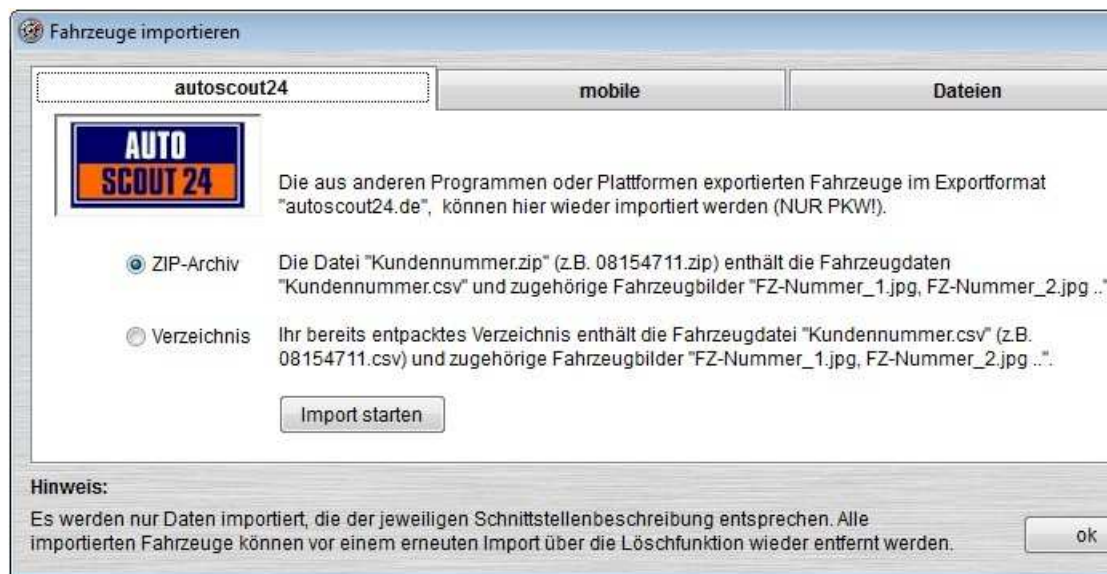 Fahrzeuge importieren
autoscout24
mobile
Dateien
AUTO
SCOUT 24
Die aus anderen Programmen oder Plattformen exportierten Fahrzeuge im Exportformat
"autoscout24.de", können hier wieder importiert werden (NUR PKW!).
ZIP-Archiv
Die Datei "Kundennummer.zip" (z.B. 08154711.zip) enthält die Fahrzeugdaten
"Kundennummer.csv" und zugehörige Fahrzeugbilder "FZ-Nummer_1.jpg, FZ-Nummer_2.jpg .."
Verzeichnis
Ihr bereits entpacktes Verzeichnis enthält die Fahrzeugdatei "Kundennummer.csv" (z.B.
08154711.csv) und zugehörige Fahrzeugbilder "FZ-Nummer_1.jpg, FZ-Nummer_2.jpg ..".
Import starten
Hinweis:
Es werden nur Daten importiert, die der jeweiligen Schnittstellenbeschreibung entsprechen. Alle
importierten Fahrzeuge können vor einem erneuten Import über die Löschfunktion wieder entfernt werden.
ok